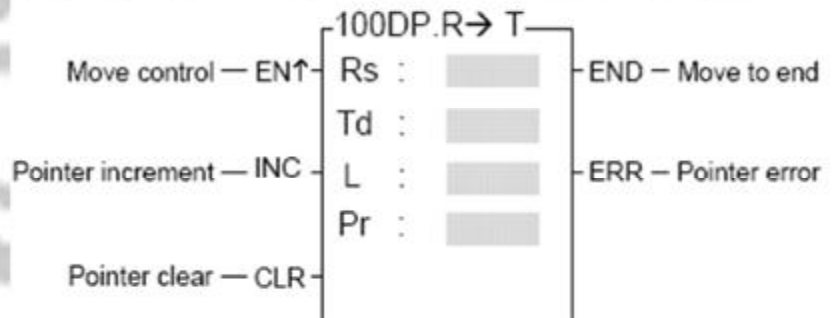 100DP.R→ T
Move control — EN↑ Rs : END — Move to end
Td :
Pointer increment — INC L : ERR — Pointer error
Pr :
Pointer clear — CLR